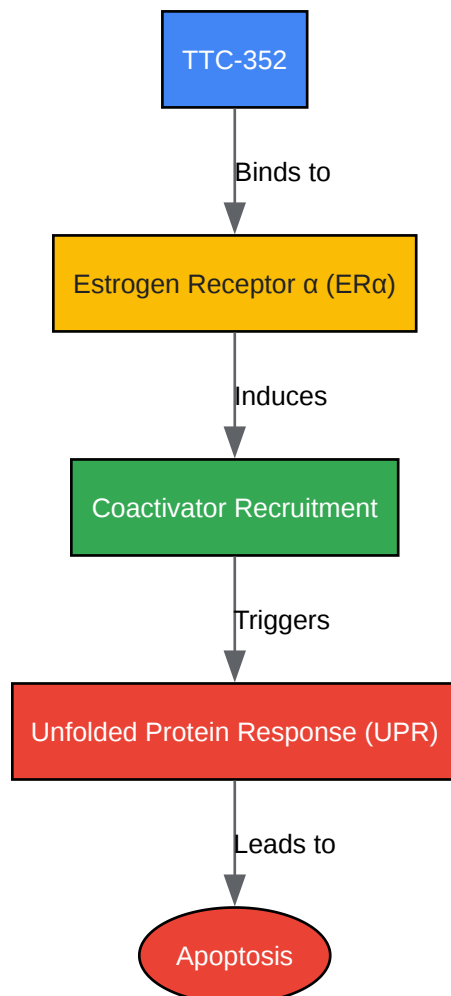 TTC-352
Binds to
Estrogen Receptor α (ERα)
Induces
Coactivator Recruitment
Triggers
Unfolded Protein Response (UPR)
Leads to
Apoptosis